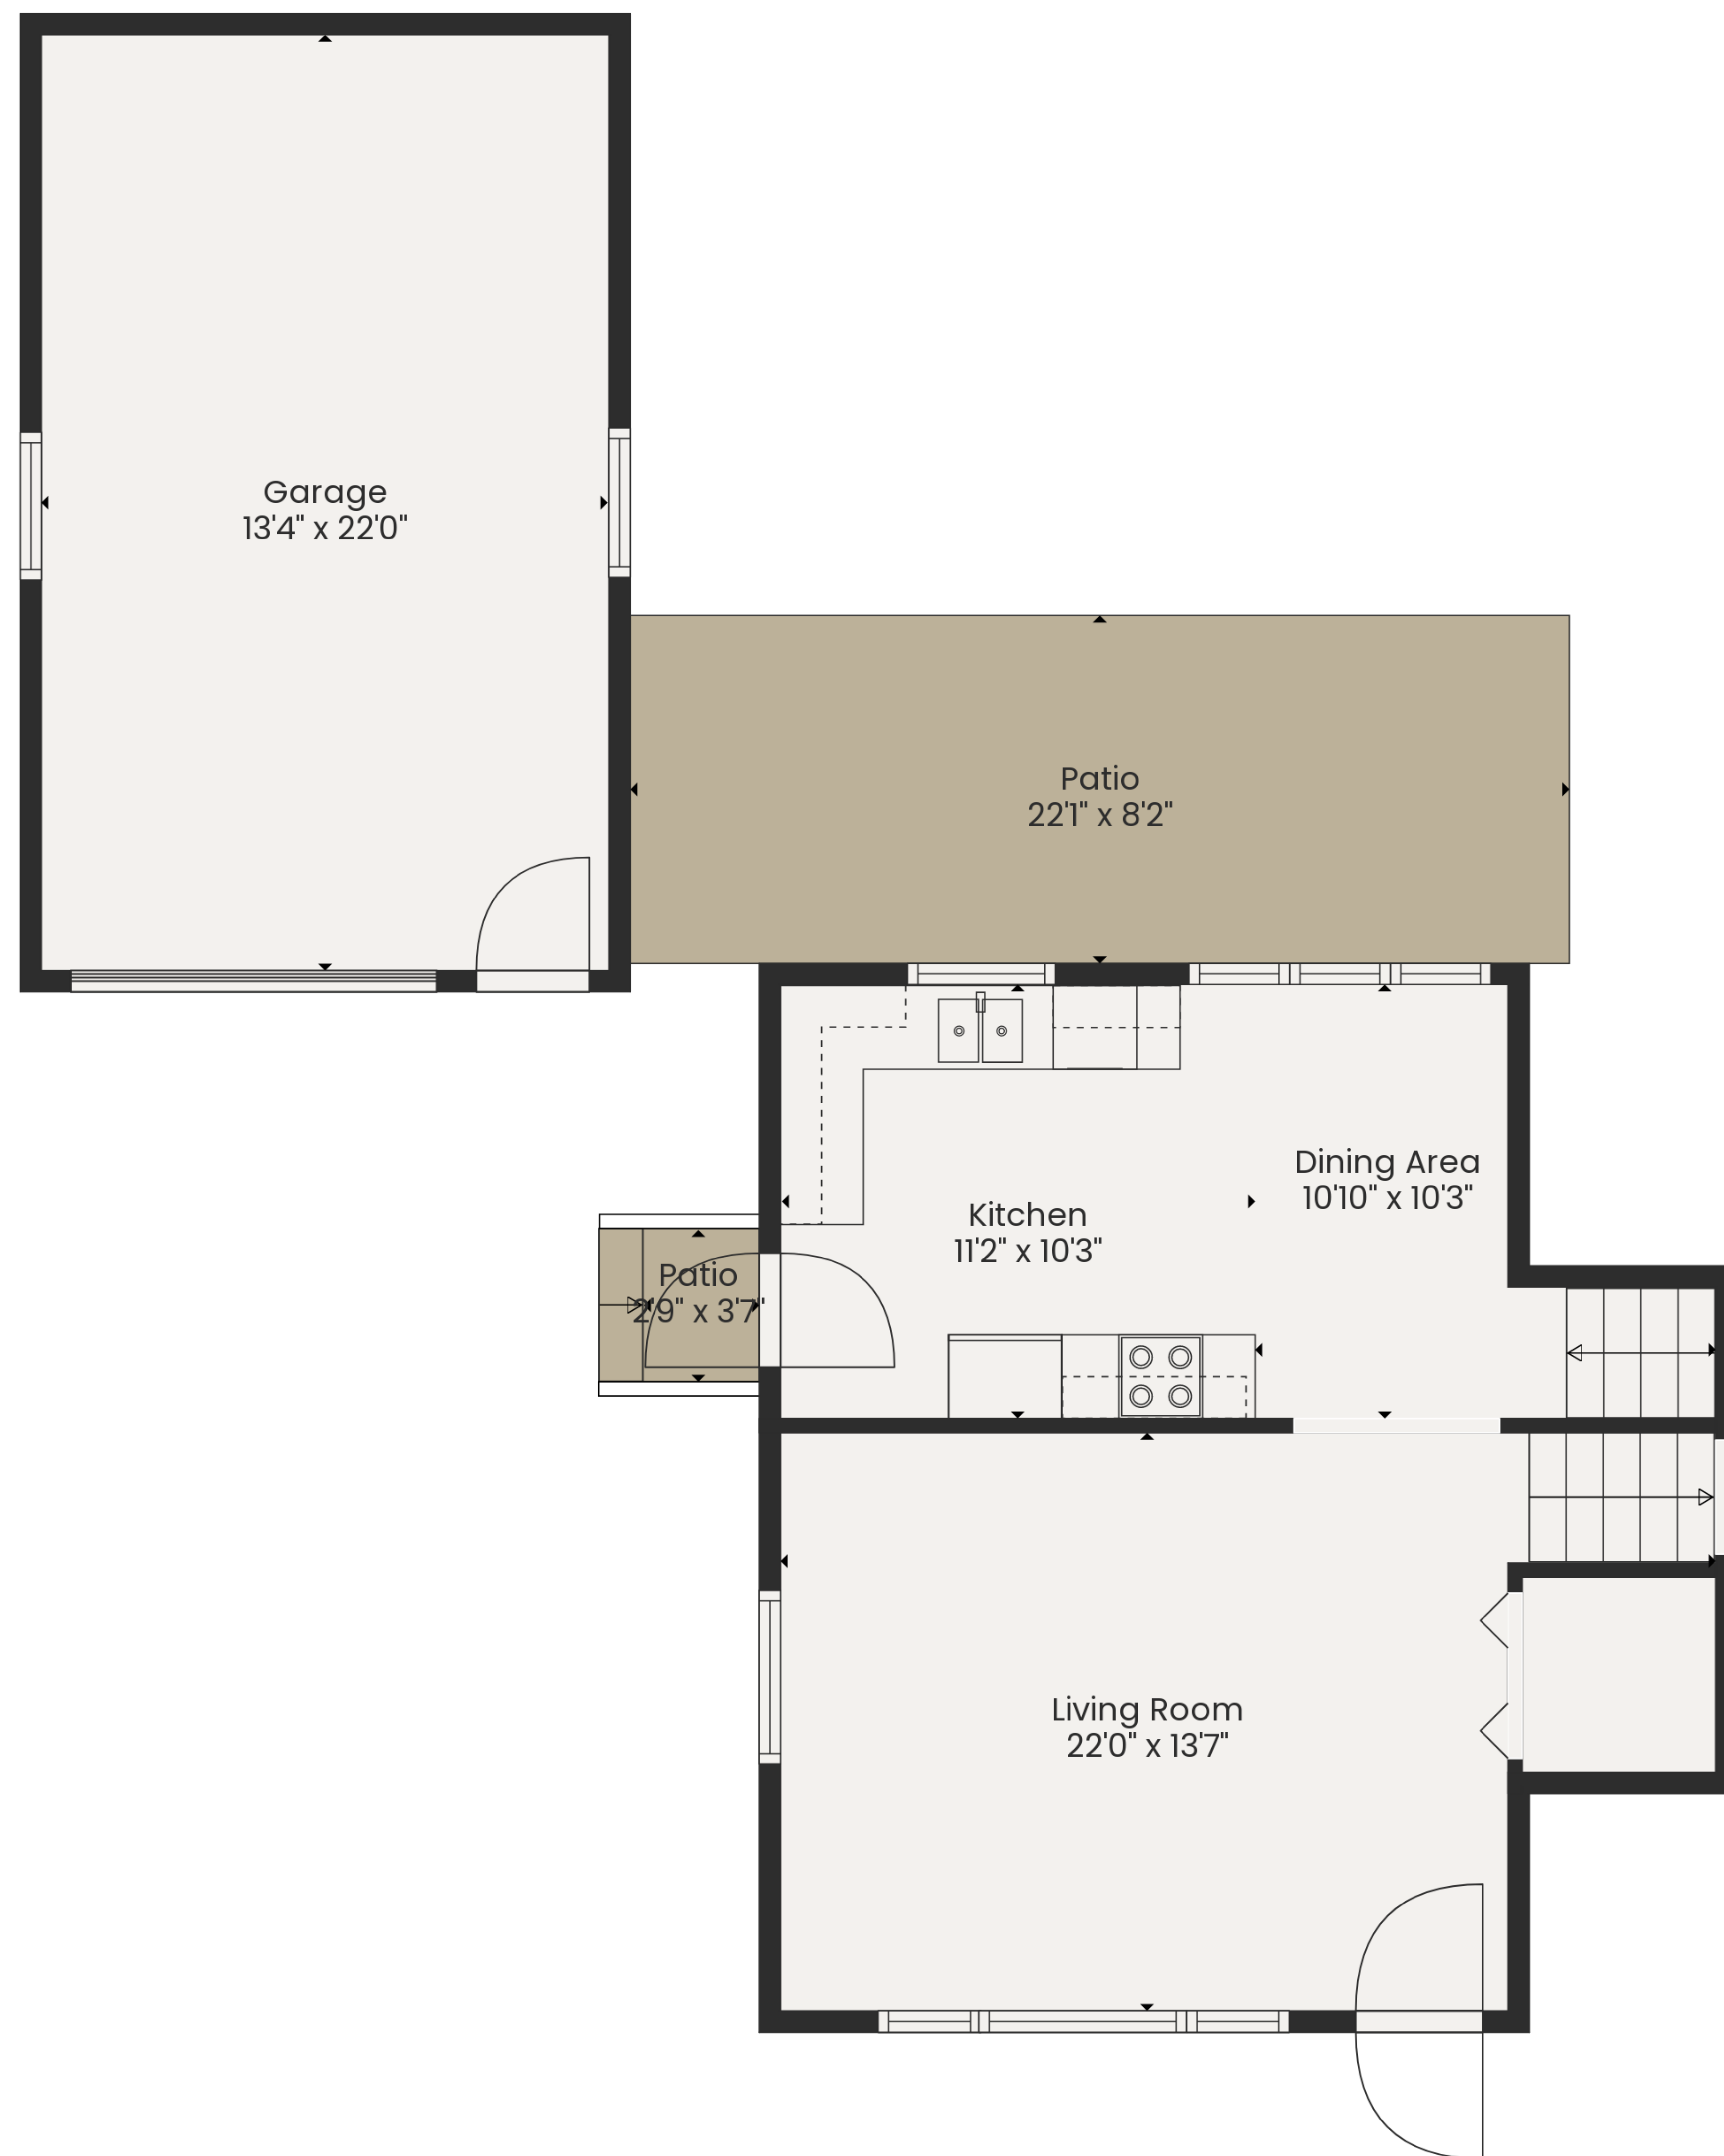 Garage
13'4" x 22'0"
Patio
22'1" x 8'2"
Dining Area
10'10" x 10'3"
Kitchen
11'2" x 10'3"
Patio
2'9" x 3'7"
Living Room
22'0" x 13'7"